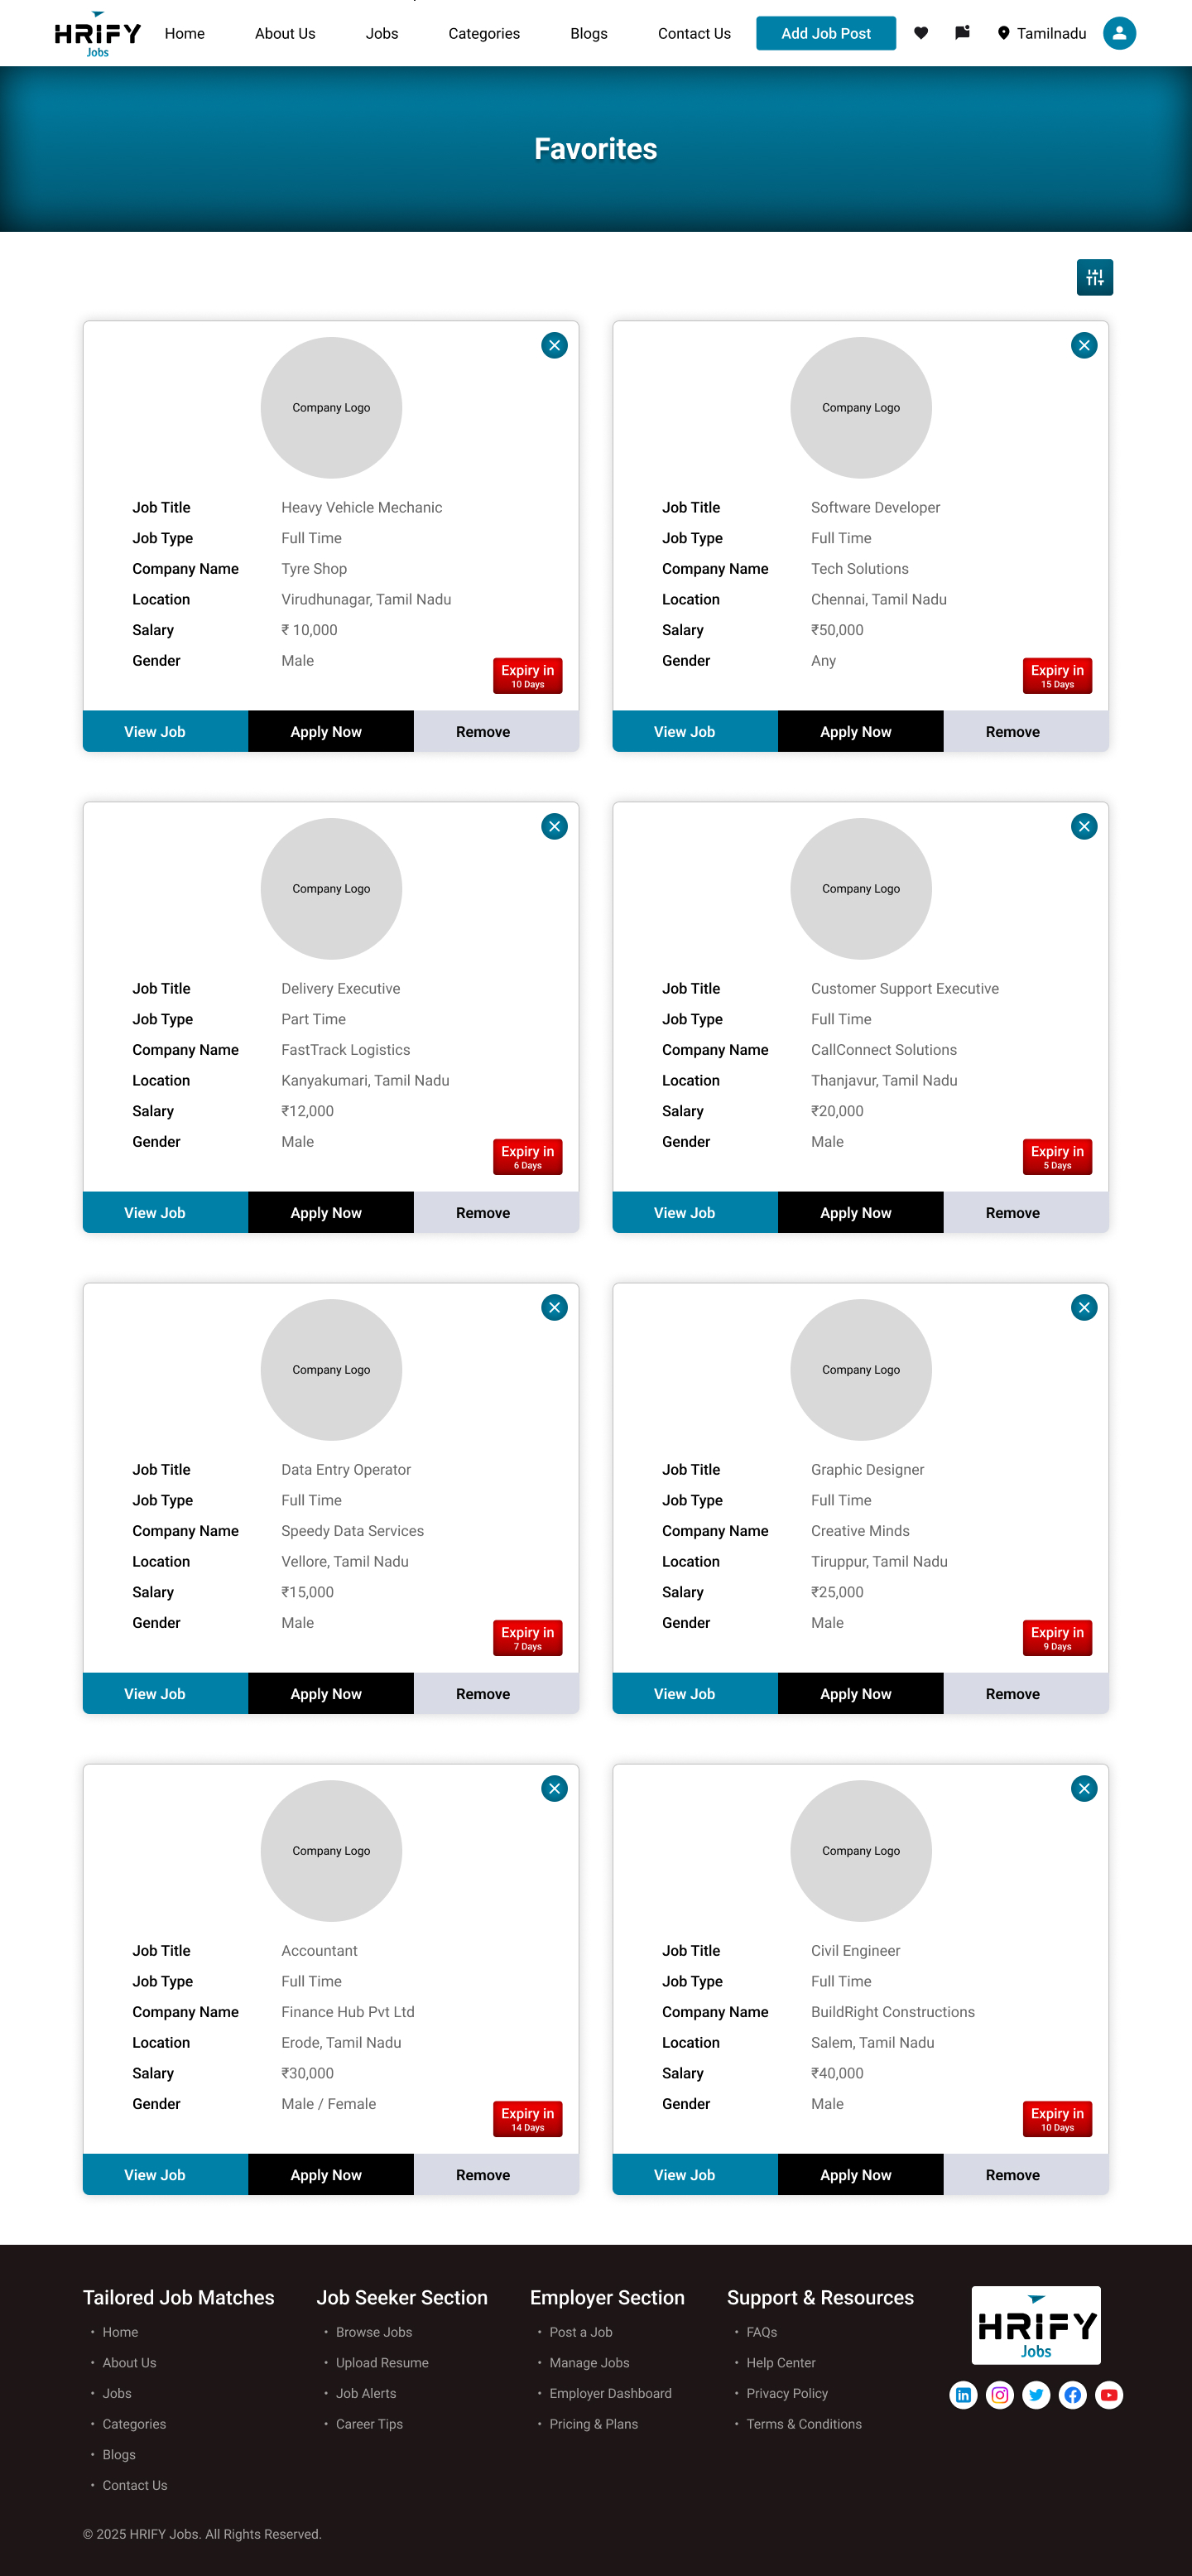 HRIFY
Jobs
Home
About Us
Jobs
Categories
Blogs
Contact Us
Add Job Post
Tamilnadu
Favorites
Company Logo
Job Title Heavy Vehicle Mechanic
Job Type Full Time
Company Name Tyre Shop
Location Virudhunagar, Tamil Nadu
Salary ₹ 10,000
Gender Male
Expiry in
10 Days
View Job Apply Now Remove
Company Logo
Job Title Software Developer
Job Type Full Time
Company Name Tech Solutions
Location Chennai, Tamil Nadu
Salary ₹50,000
Gender Any
Expiry in
15 Days
View Job Apply Now Remove
Company Logo
Job Title Delivery Executive
Job Type Part Time
Company Name FastTrack Logistics
Location Kanyakumari, Tamil Nadu
Salary ₹12,000
Gender Male
Expiry in
6 Days
View Job Apply Now Remove
Company Logo
Job Title Customer Support Executive
Job Type Full Time
Company Name CallConnect Solutions
Location Thanjavur, Tamil Nadu
Salary ₹20,000
Gender Male
Expiry in
5 Days
View Job Apply Now Remove
Company Logo
Job Title Data Entry Operator
Job Type Full Time
Company Name Speedy Data Services
Location Vellore, Tamil Nadu
Salary ₹15,000
Gender Male
Expiry in
7 Days
View Job Apply Now Remove
Company Logo
Job Title Graphic Designer
Job Type Full Time
Company Name Creative Minds
Location Tiruppur, Tamil Nadu
Salary ₹25,000
Gender Male
Expiry in
9 Days
View Job Apply Now Remove
Company Logo
Job Title Accountant
Job Type Full Time
Company Name Finance Hub Pvt Ltd
Location Erode, Tamil Nadu
Salary ₹30,000
Gender Male / Female
Expiry in
14 Days
View Job Apply Now Remove
Company Logo
Job Title Civil Engineer
Job Type Full Time
Company Name BuildRight Constructions
Location Salem, Tamil Nadu
Salary ₹40,000
Gender Male
Expiry in
10 Days
View Job Apply Now Remove
Tailored Job Matches
• Home
• About Us
• Jobs
• Categories
• Blogs
• Contact Us
Job Seeker Section
• Browse Jobs
• Upload Resume
• Job Alerts
• Career Tips
Employer Section
• Post a Job
• Manage Jobs
• Employer Dashboard
• Pricing & Plans
Support & Resources
• FAQs
• Help Center
• Privacy Policy
• Terms & Conditions
HRIFY
Jobs
© 2025 HRIFY Jobs. All Rights Reserved.